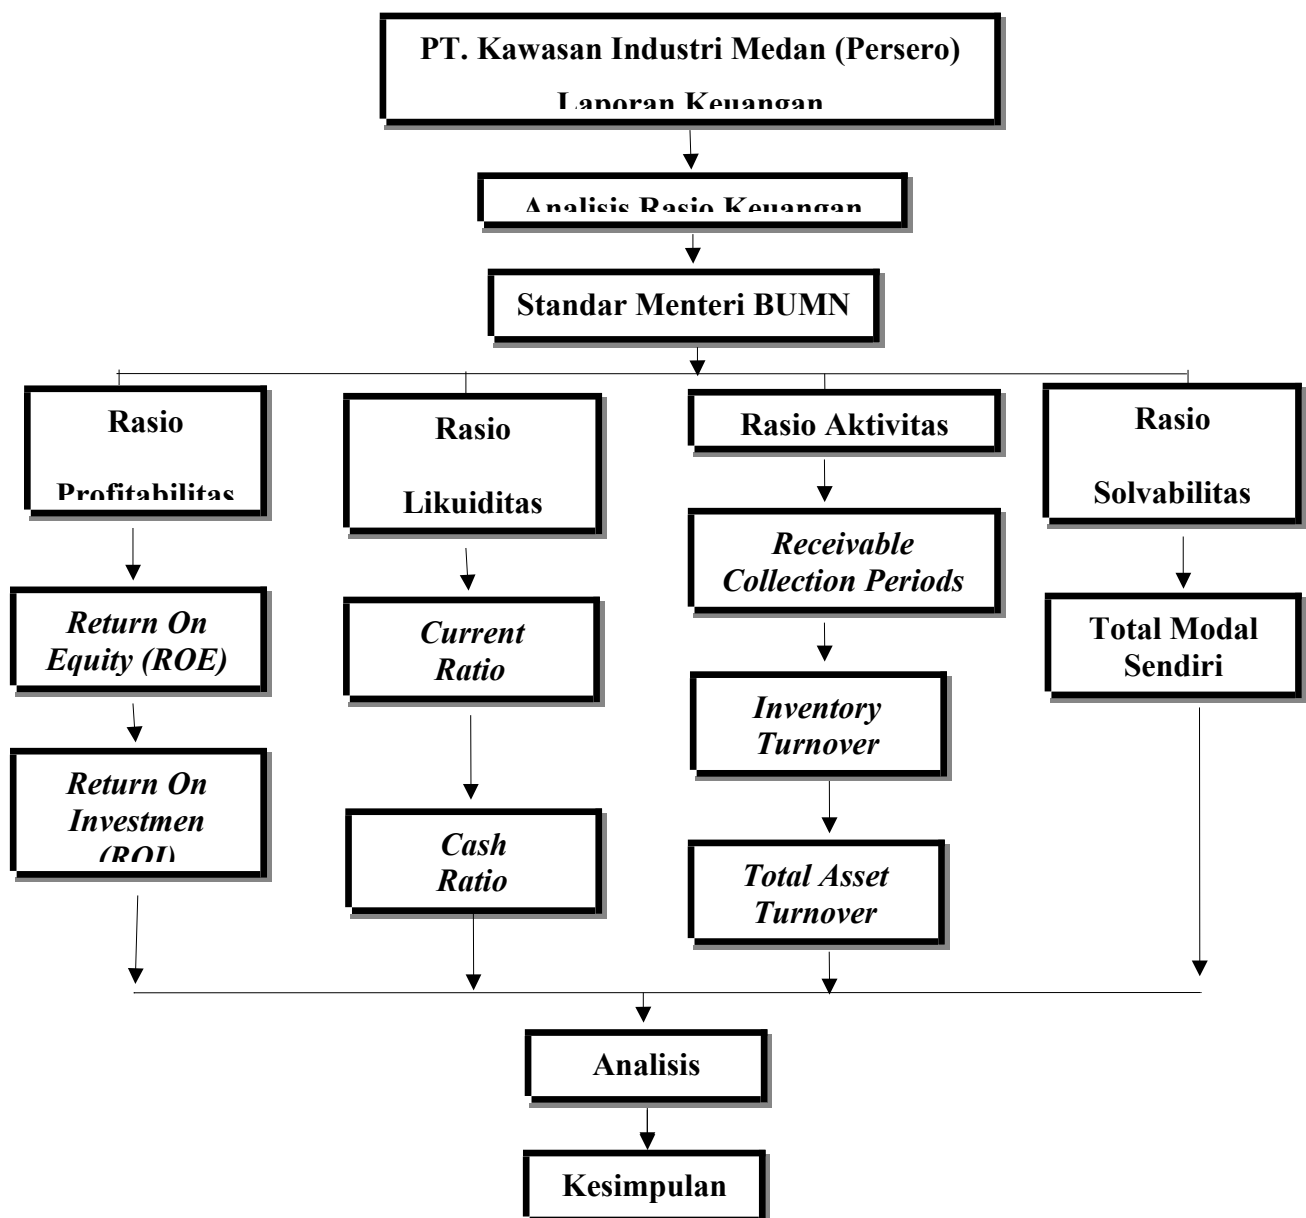 PT. Kawasan Industri Medan (Persero)
Laporan Keuangan
Analisis Rasio Keuangan
Standar Menteri BUMN
Rasio
Profitabilitas
Return On
Equity (ROE)
Return On
Investmen
(ROI)
Rasio
Likuiditas
Current
Ratio
Cash
Ratio
Rasio Aktivitas
Receivable
Collection Periods
Inventory
Turnover
Total Asset
Turnover
Rasio
Solvabilitas
Total Modal
Sendiri
Analisis
Kesimpulan